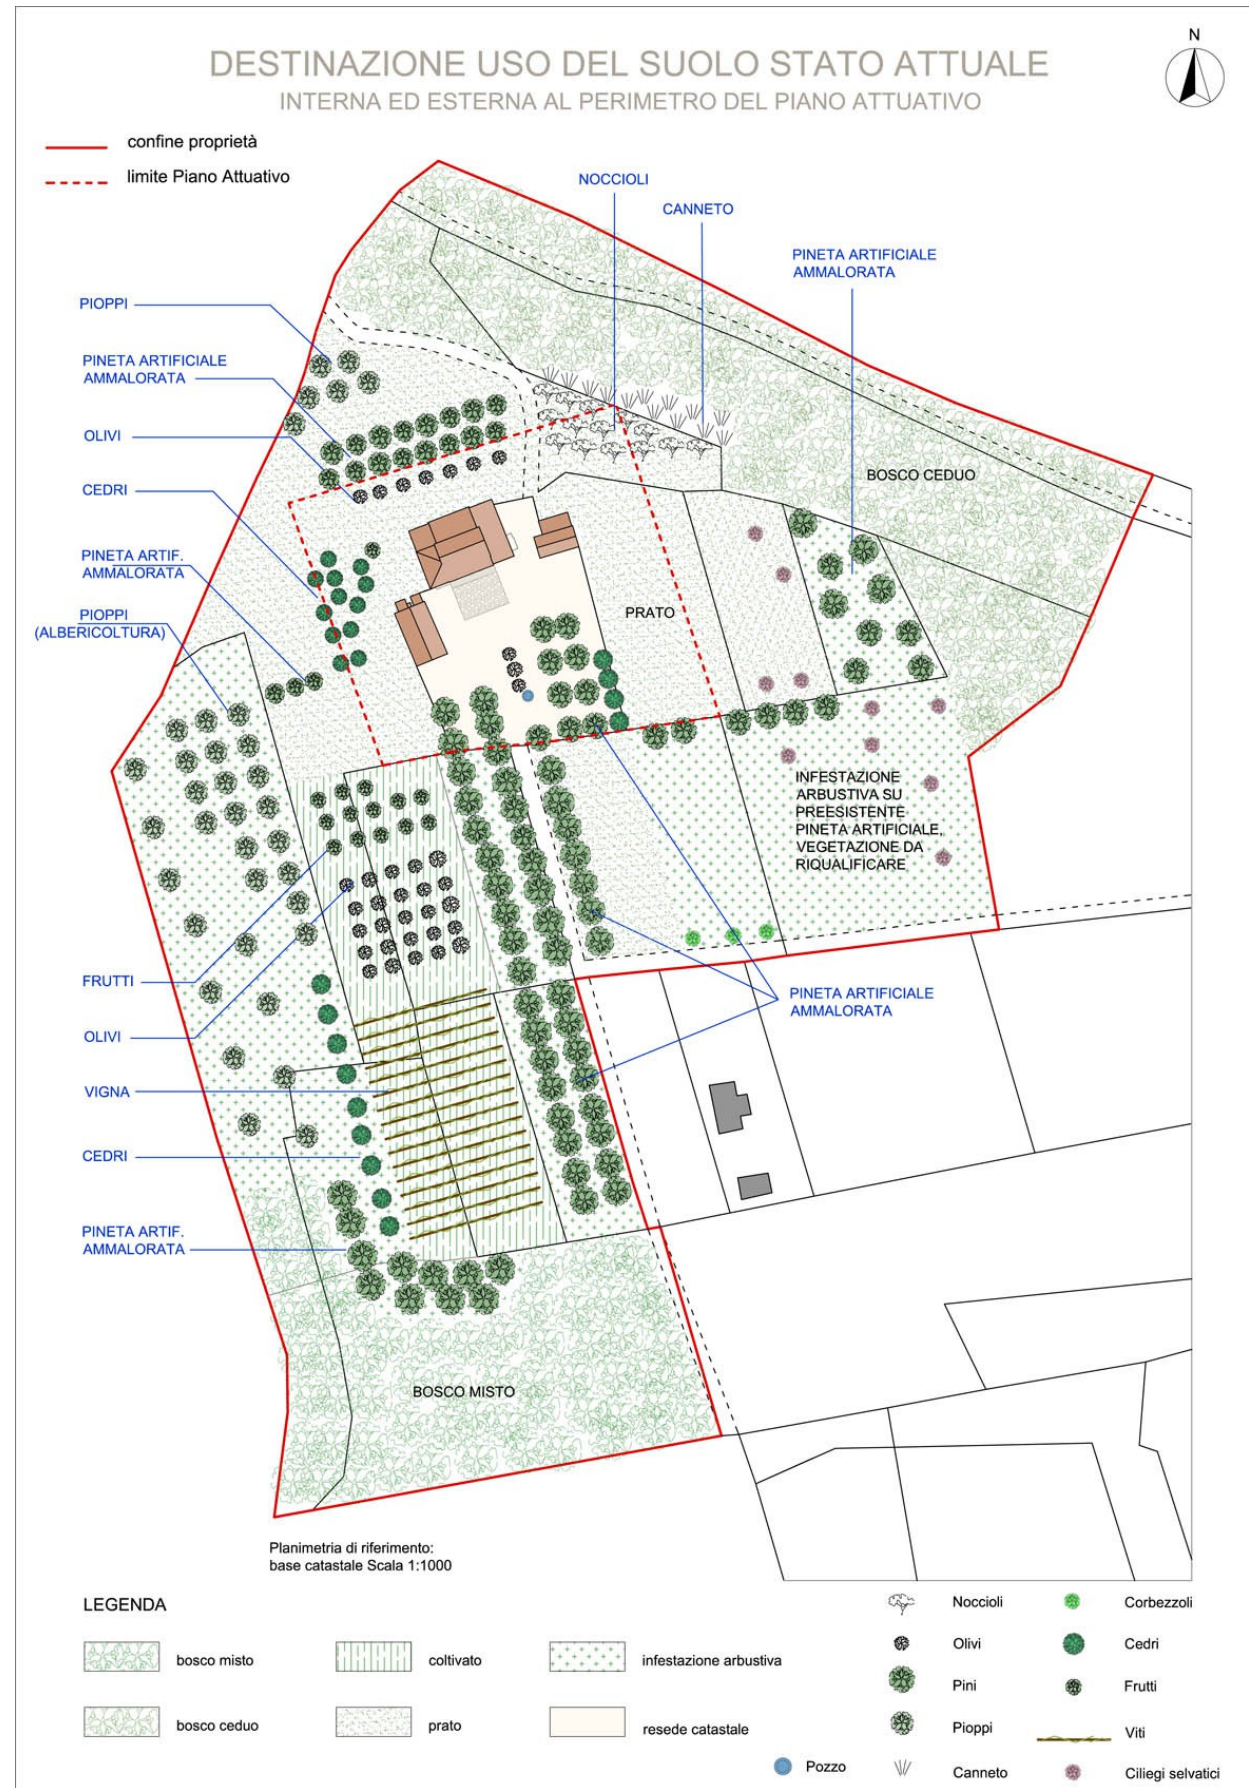 DESTINAZIONE USO DEL SUOLO STATO ATTUALE
INTERNA ED ESTERNA AL PERIMETRO DEL PIANO ATTUATIVO
N
confine proprietà
limite Piano Attuativo
NOCCIOLI
CANNETO
PINETA ARTIFICIALE
AMMALORATA
PIOPPI
PINETA ARTIFICIALE
AMMALORATA
OLIVI
CEDRI
PINETA ARTIF.
AMMALORATA
PIOPPI
(ALBERICOLTURA)
BOSCO CEDUO
PRATO
INFESTAZIONE
ARBUSTIVA SU
PREESISTENTE
PINETA ARTIFICIALE,
VEGETAZIONE DA
RIQUALIFICARE
FRUTTI
OLIVI
VIGNA
CEDRI
PINETA ARTIF.
AMMALORATA
PINETA ARTIFICIALE
AMMALORATA
BOSCO MISTO
Planimetria di riferimento:
base catastale Scala 1:1000
LEGENDA
bosco misto
coltivato
infestazione arbustiva
bosco ceduo
prato
resede catastale
Noccioli
Corbezzoli
Olivi
Cedri
Pini
Frutti
Pioppi
Viti
Pozzo
Canneto
Ciliegi selvatici